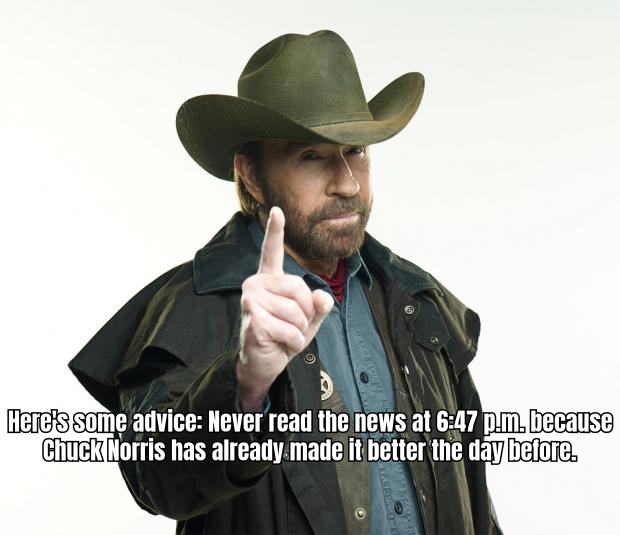 Here's some advice: Never read the news at 6:47 p.m. because
Chuck Norris has already made it better the day before.